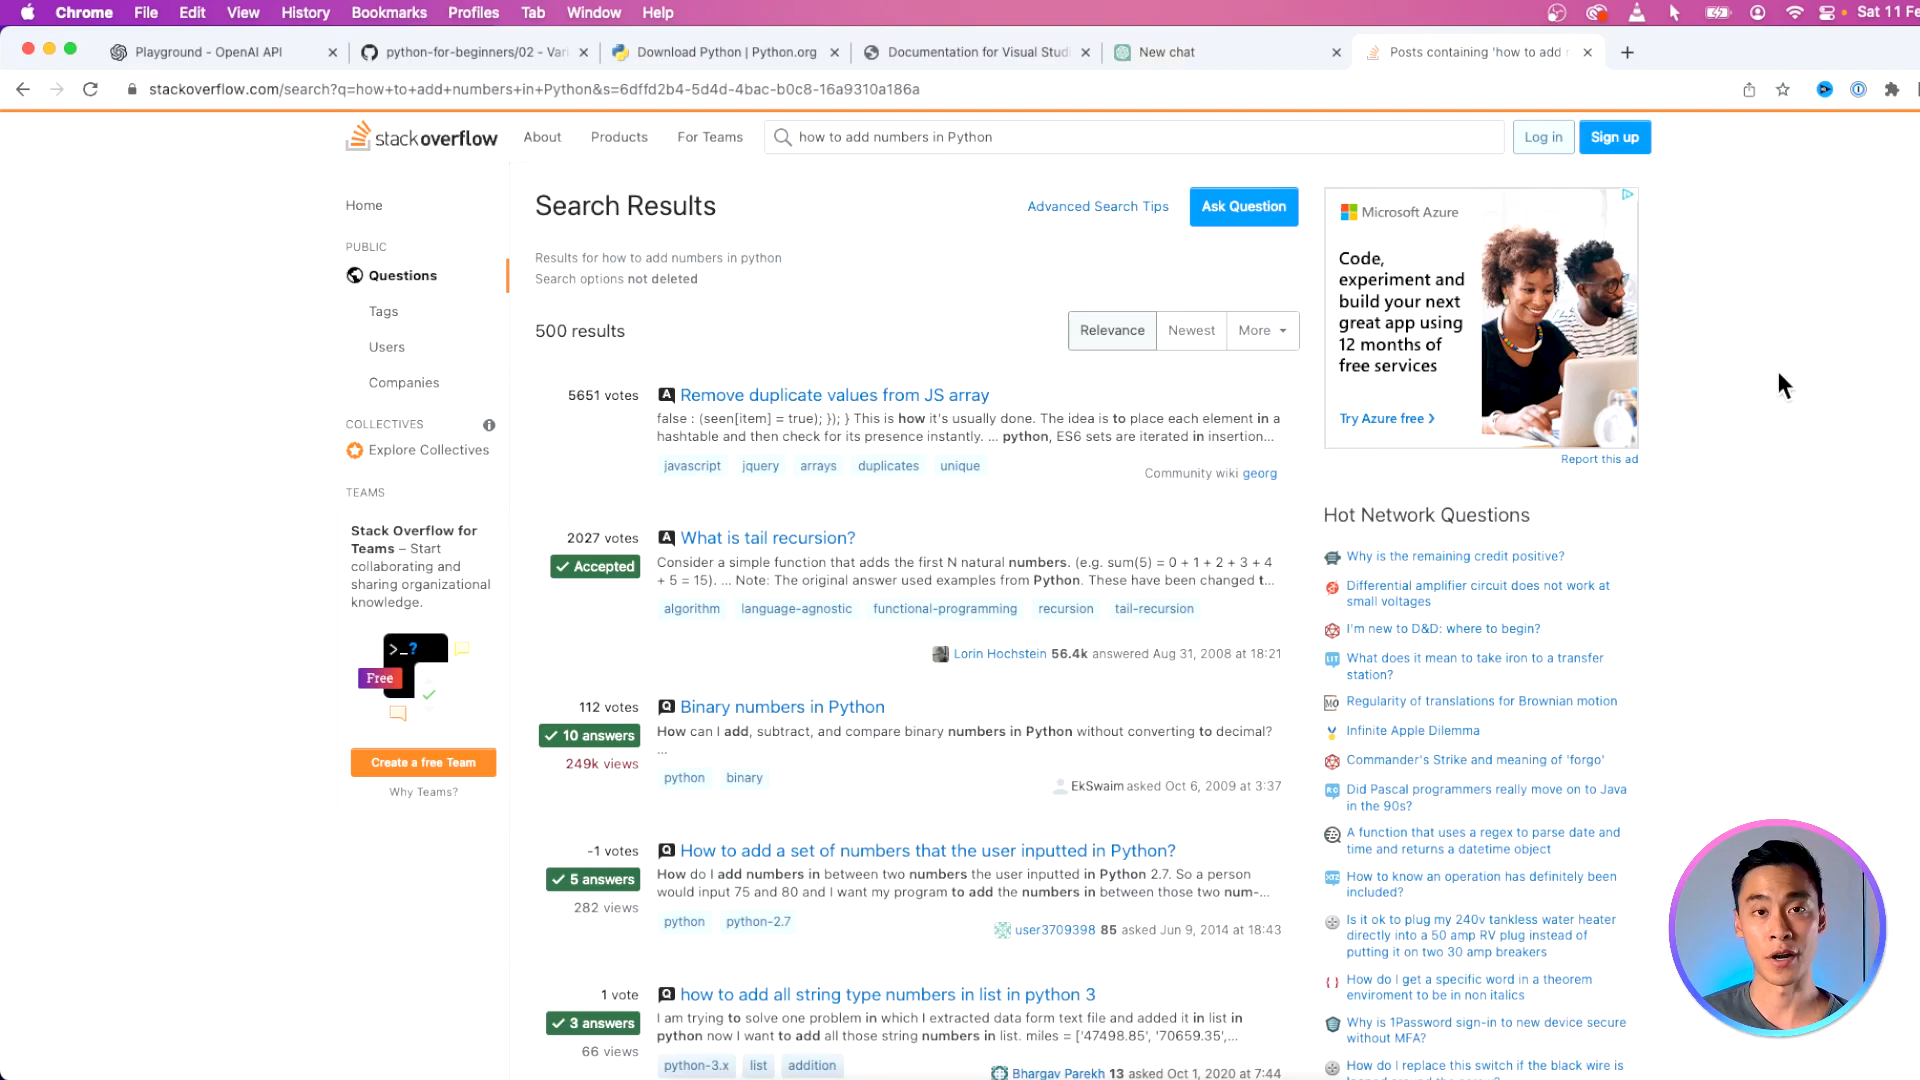 Chrome File Edit View History Bookmarks Profiles Tab Window Help Sat 11 Fe
Playground - OpenAI API
python-for-beginners/02 - Vari
Download Python | Python.org
Documentation for Visual Studi
New chat
Posts containing 'how to add n
stackoverflow.com/search?q=how+to+add+numbers+in+Python&s=6dffd2b4-5d4d-4bac-b0c8-16a9310a186a
stackoverflow About Products For Teams how to add numbers in Python Log in Sign up
Home
PUBLIC
Questions
Tags
Users
Companies
COLLECTIVES
Explore Collectives
TEAMS
Stack Overflow for
Teams – Start
collaborating and
sharing organizational
knowledge.
>_?
Free
Create a free Team
Why Teams?
Search Results
Advanced Search Tips
Ask Question
Results for how to add numbers in python
Search options not deleted
500 results
Relevance Newest More
5651 votes
Remove duplicate values from JS array
false : (seen[item] = true); }); } This is how it's usually done. The idea is to place each element in a
hashtable and then check for its presence instantly. ... python, ES6 sets are iterated in insertion...
javascript jquery arrays duplicates unique
Community wiki georg
2027 votes
Accepted
What is tail recursion?
Consider a simple function that adds the first N natural numbers. (e.g. sum(5) = 0 + 1 + 2 + 3 + 4
+ 5 = 15). ... Note: The original answer used examples from Python. These have been changed t...
algorithm language-agnostic functional-programming recursion tail-recursion
Lorin Hochstein 56.4k answered Aug 31, 2008 at 18:21
112 votes
10 answers
249k views
Binary numbers in Python
How can I add, subtract, and compare binary numbers in Python without converting to decimal?
...
python binary
EkSwaim asked Oct 6, 2009 at 3:37
-1 votes
5 answers
282 views
How to add a set of numbers that the user inputted in Python?
How do I add numbers in between two numbers the user inputted in Python 2.7. So a person
would input 75 and 80 and I want my program to add the numbers in between those two num-...
python python-2.7
user3709398 85 asked Jun 9, 2014 at 18:43
1 vote
3 answers
66 views
how to add all string type numbers in list in python 3
I am trying to solve one problem in which I extracted data form text file and added it in list in
python now I want to add all those string numbers in list. miles = ['47498.85', '70659.35',...
python-3.x list addition
Bhargav Parekh 13 asked Oct 1, 2020 at 7:44
Microsoft Azure
Code,
experiment and
build your next
great app using
12 months of
free services
Try Azure free >
Report this ad
Hot Network Questions
Why is the remaining credit positive?
Differential amplifier circuit does not work at
small voltages
I'm new to D&D: where to begin?
What does it mean to take iron to a transfer
station?
Regularity of translations for Brownian motion
Infinite Apple Dilemma
Commander's Strike and meaning of 'forgo'
Did Pascal programmers really move on to Java
in the 90s?
A function that uses a regex to parse date and
time and returns a datetime object
How to know an operation has definitely been
included?
Is it ok to plug my 240v tankless water heater
directly into a 50 amp RV plug instead of
putting it on two 30 amp breakers
How do I get a specific word in a theorem
enviroment to be in non italics
Why is 1Password sign-in to new device secure
without MFA?
How do I replace this switch if the black wire is